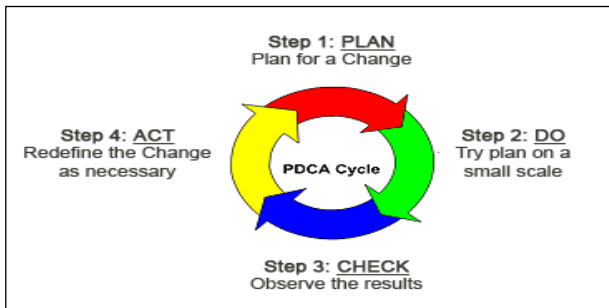 Step 1: PLAN
Plan for a Change
Step 2: DO
Try plan on a
small scale
Step 3: CHECK
Observe the results
Step 4: ACT
Redefine the Change
as necessary
PDCA Cycle